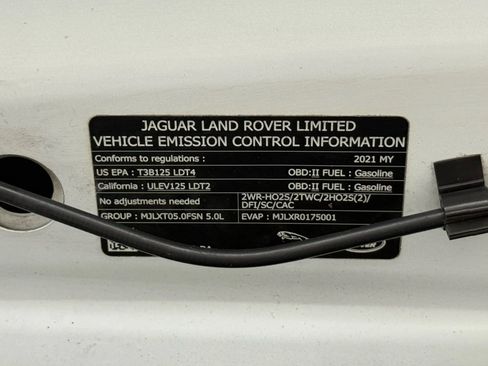 JAGUAR LAND ROVER LIMITED
VEHICLE EMISSION CONTROL INFORMATION
Conforms to regulations: 2021 MY
US EPA : T3B125 LDT4 OBD:II FUEL : Gasoline
California : ULEV125 LDT2 OBD:II FUEL : Gasoline
No adjustments needed 2WR-HO2S/2TWC/2HO2S(2)/
DFI/SC/CAC
GROUP : MJLXT05.0FSN 5.0L EVAP : MJLXR0175001